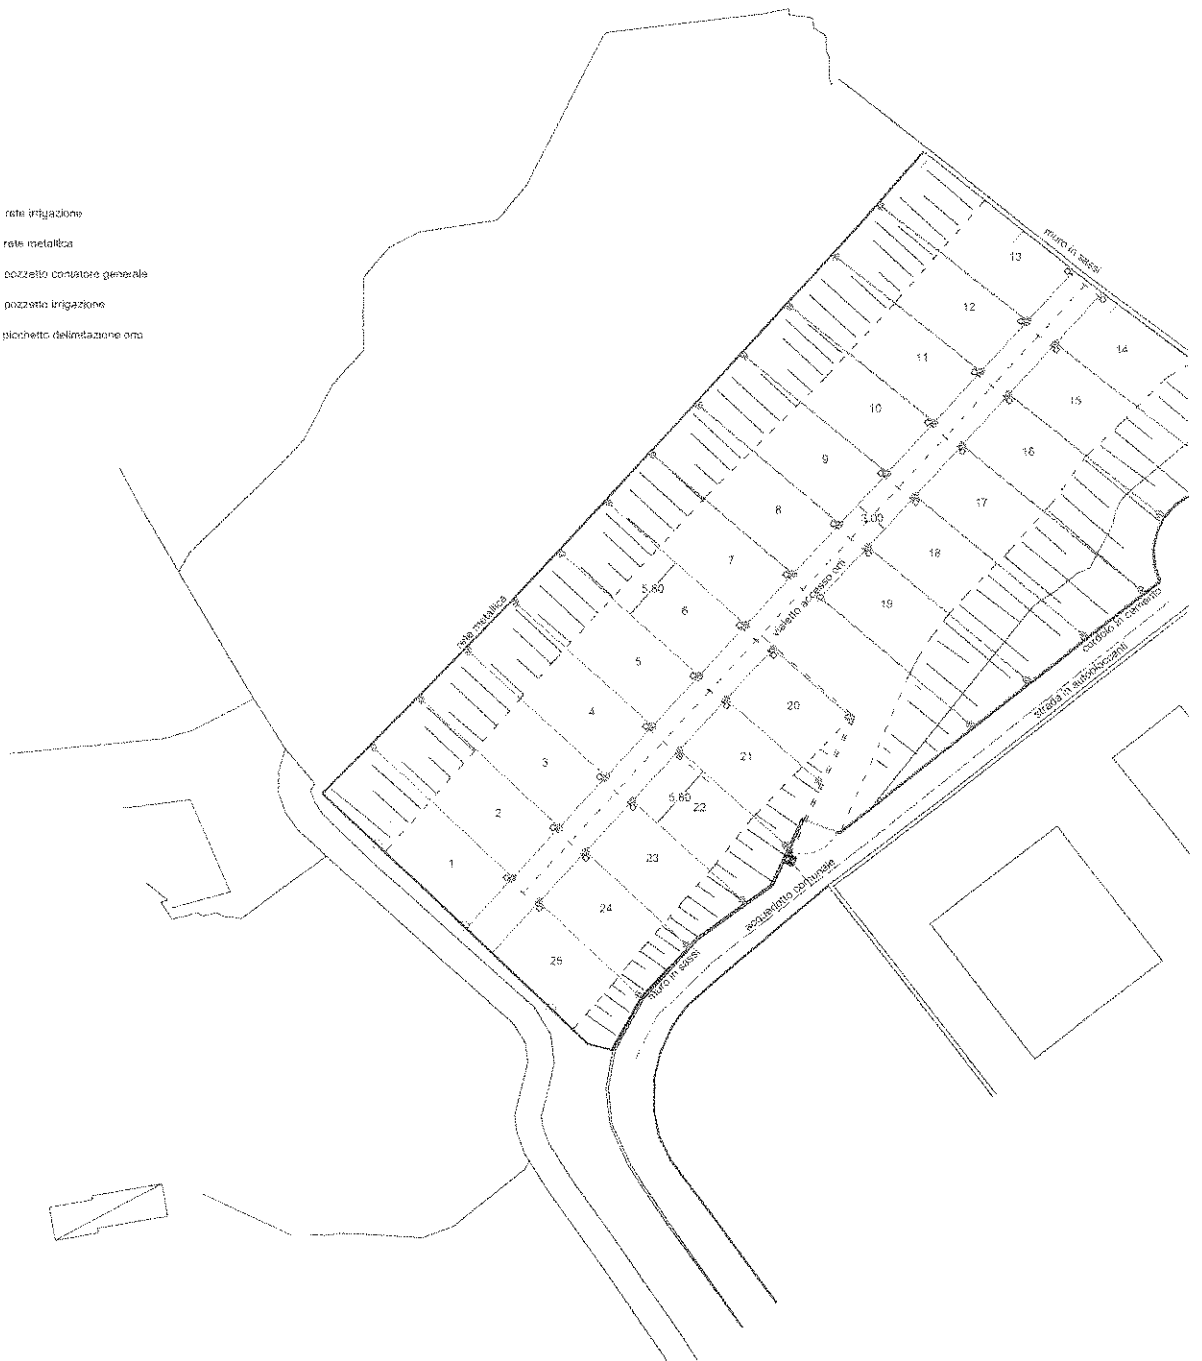 rete irrigazione
rete metallica
pozzetto contatore generale
pozzetto irrigazione
picchetto delimitazione orto
muro in sassi
13
12
14
11
15
10
16
9
17
8
3.00
18
7
vialetto accesso orti
5.60
6
19
cordolo in cemento
rete metallica
strada in autobloccanti
5
4
20
3
21
5.60
22
2
23
1
acquedotto comunale
24
25
muro in sassi